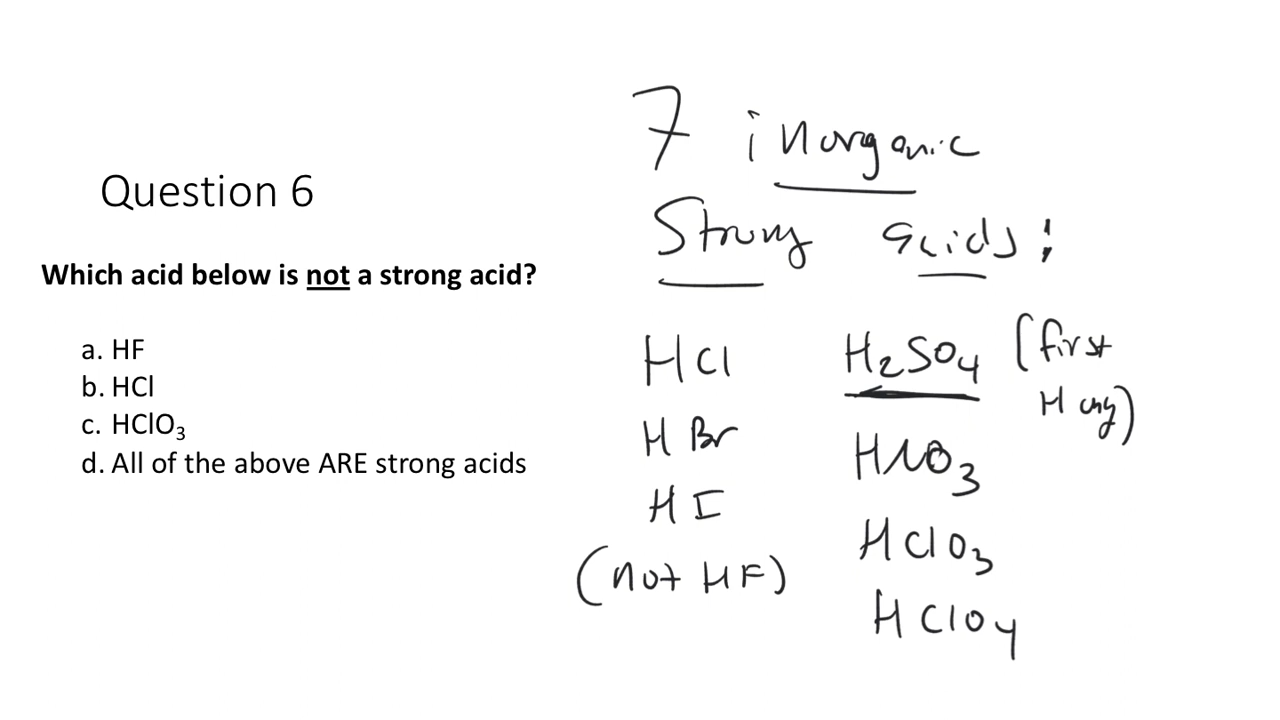 Question 6
Which acid below is not a strong acid?
a. HF
b. HCl
c. HClO₃
d. All of the above ARE strong acids
7 inorganic
Strong acids:
HCl
HBr
HI
(not HF)
H₂SO₄ (first
H only)
HNO₃
HClO₃
HClO₄